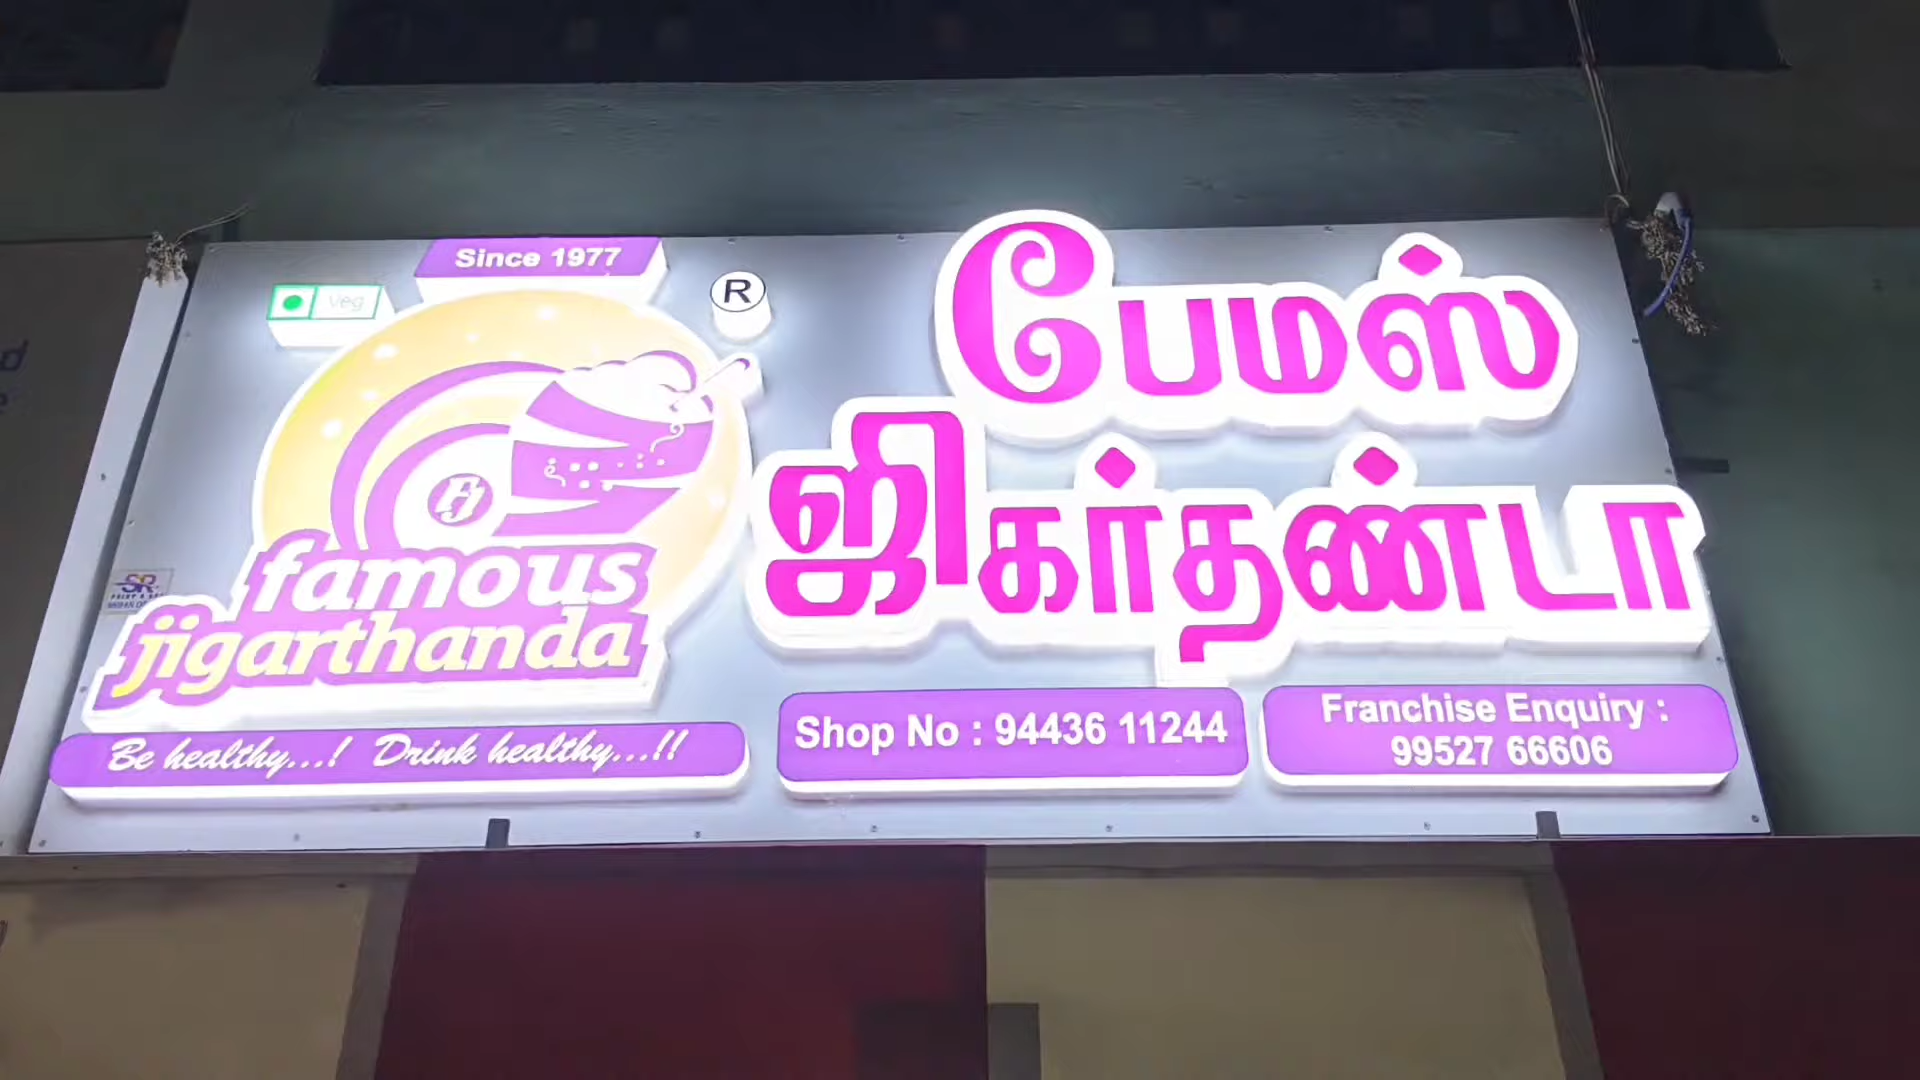 Since 1977
Veg
R
பேமஸ்
ஜிகர்தண்டா
FJ
famous
jigarthanda
SR
Be healthy...! Drink healthy...!!
Shop No : 94436 11244
Franchise Enquiry :
99527 66606